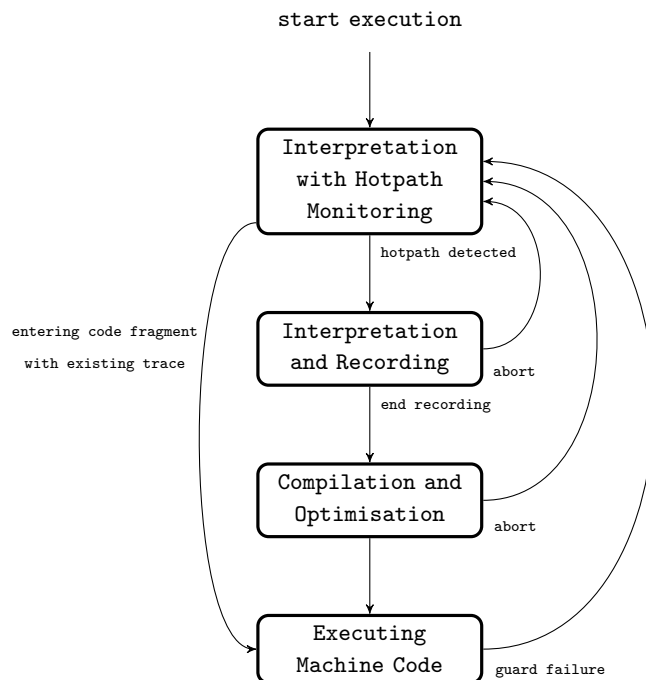 start execution
Interpretation
with Hotpath
Monitoring
hotpath detected
entering code fragment
with existing trace
Interpretation
and Recording
abort
end recording
Compilation and
Optimisation
abort
Executing
Machine Code
guard failure